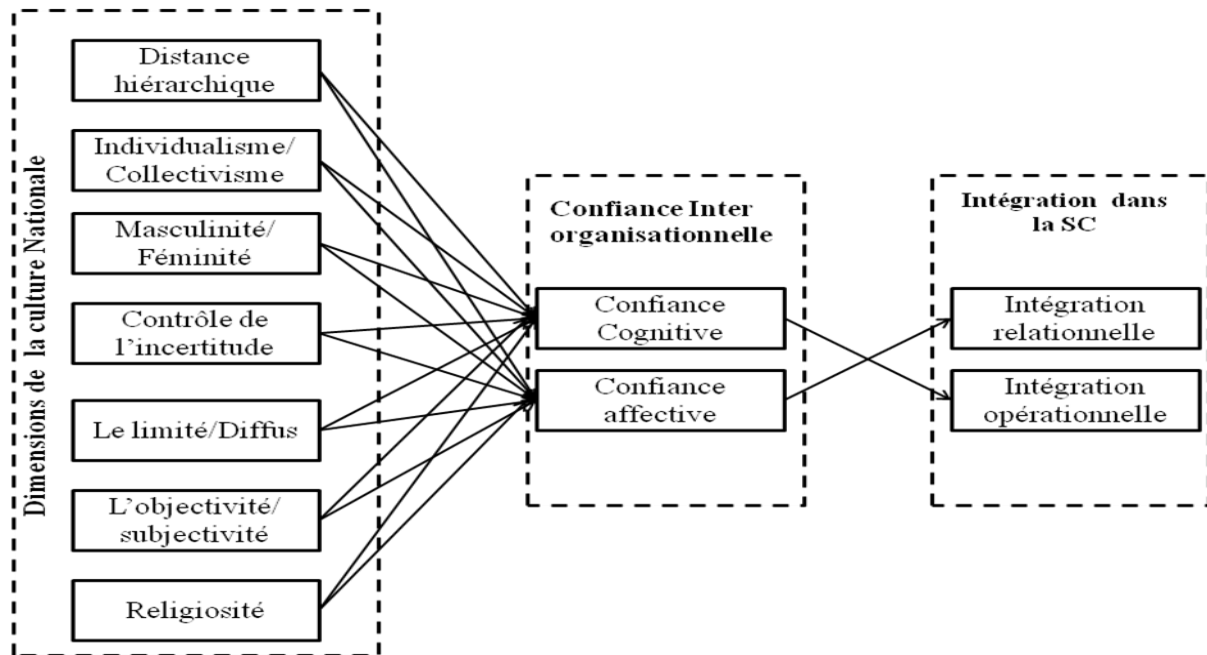 Dimensions de la culture Nationale
Distance
hiérarchique
Individualisme/
Collectivisme
Masculinité/
Féminité
Contrôle de
l'incertitude
Le limité/Diffus
L'objectivité/
subjectivité
Religiosité
Confiance Inter
organisationnelle
Confiance
Cognitive
Confiance
affective
Intégration dans
la SC
Intégration
relationnelle
Intégration
opérationnelle